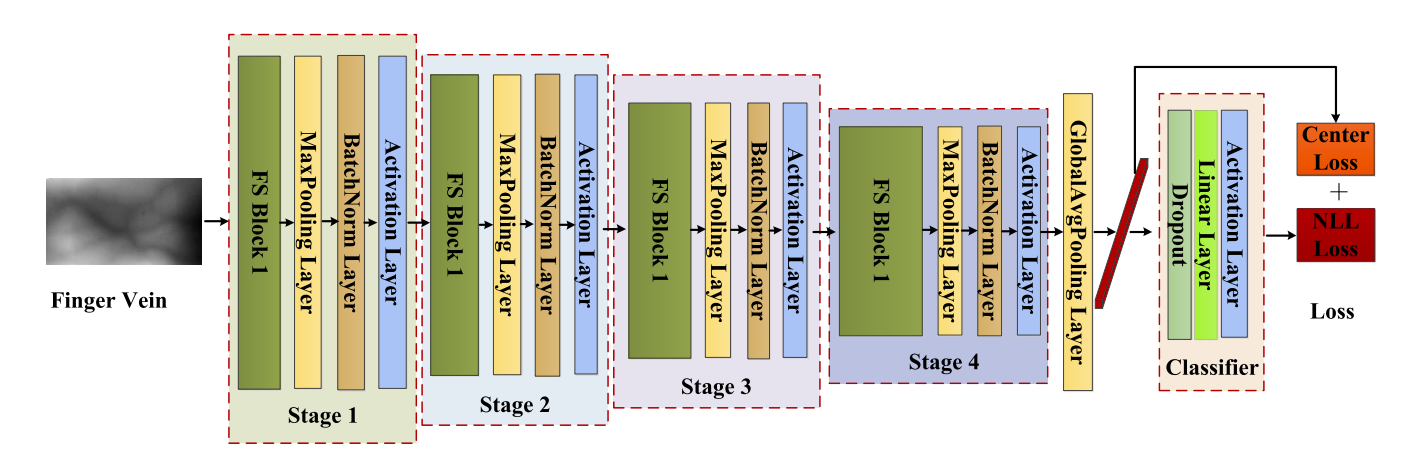 Finger Vein
FS Block 1
MaxPooling Layer
BatchNorm Layer
Activation Layer
Stage 1
FS Block 1
MaxPooling Layer
BatchNorm Layer
Activation Layer
Stage 2
FS Block 1
MaxPooling Layer
BatchNorm Layer
Activation Layer
Stage 3
FS Block 1
MaxPooling Layer
BatchNorm Layer
Activation Layer
Stage 4
GlobalAvgPooling Layer
Dropout
Linear Layer
Activation Layer
Classifier
Center
Loss
+
NLL
Loss
Loss